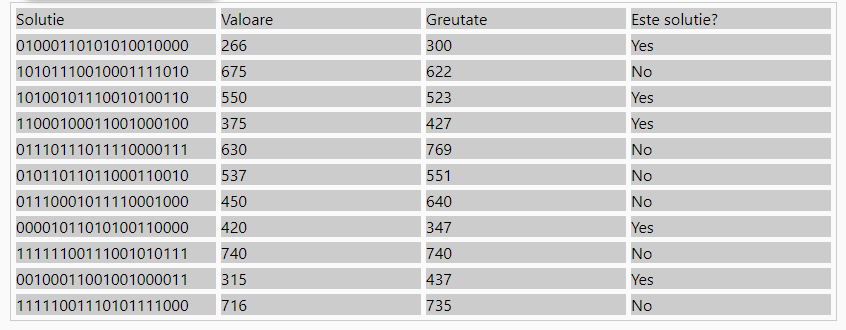 Solutie Valoare Greutate Este solutie?
01000110101010010000 266 300 Yes
10101110010001111010 675 622 No
10100101110010100110 550 523 Yes
11000100011001000100 375 427 Yes
01110111011110000111 630 769 No
01011011011000110010 537 551 No
01110001011110001000 450 640 No
00001011010100110000 420 347 Yes
11111100111001010111 740 740 No
00100011001001000011 315 437 Yes
11111001110101111000 716 735 No